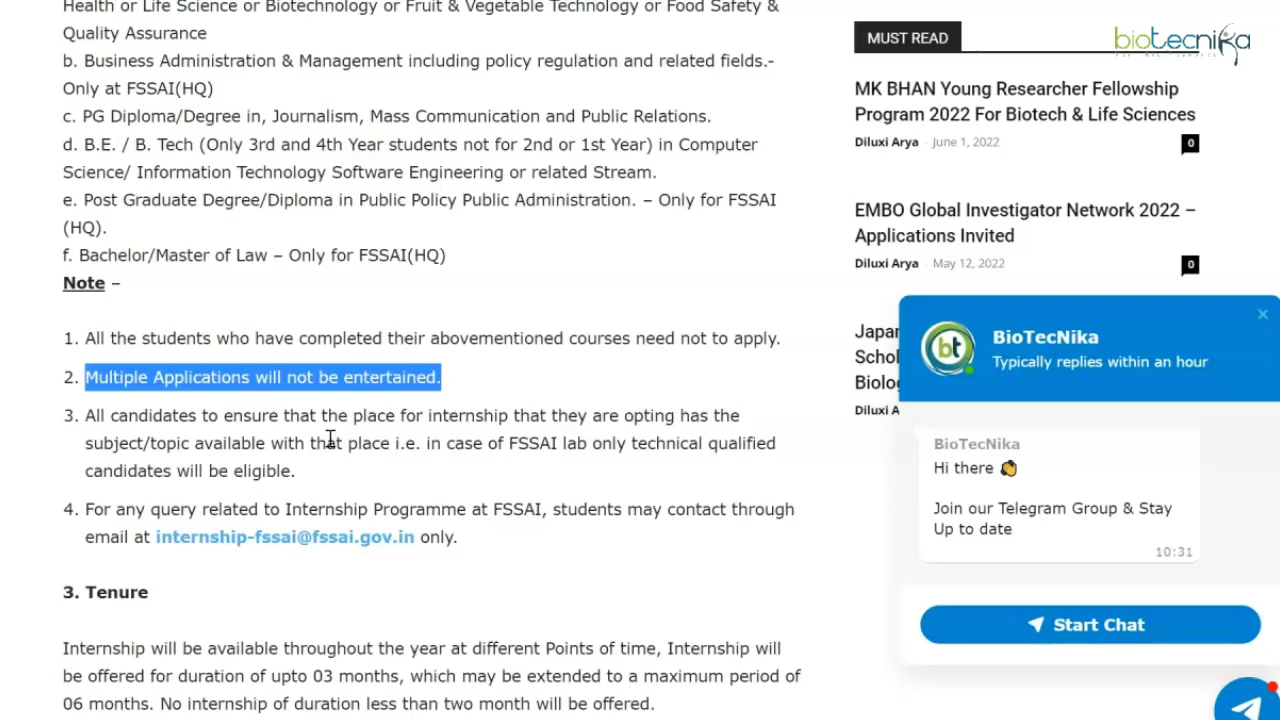 Health or Life Science or Biotechnology or Fruit & Vegetable Technology or Food Safety &
Quality Assurance
b. Business Administration & Management including policy regulation and related fields.-
Only at FSSAI(HQ)
c. PG Diploma/Degree in, Journalism, Mass Communication and Public Relations.
d. B.E. / B. Tech (Only 3rd and 4th Year students not for 2nd or 1st Year) in Computer
Science/ Information Technology Software Engineering or related Stream.
e. Post Graduate Degree/Diploma in Public Policy Public Administration. – Only for FSSAI
(HQ).
f. Bachelor/Master of Law – Only for FSSAI(HQ)
Note –
1. All the students who have completed their abovementioned courses need not to apply.
2. Multiple Applications will not be entertained.
3. All candidates to ensure that the place for internship that they are opting has the
subject/topic available with that place i.e. in case of FSSAI lab only technical qualified
candidates will be eligible.
4. For any query related to Internship Programme at FSSAI, students may contact through
email at internship-fssai@fssai.gov.in only.
3. Tenure
Internship will be available throughout the year at different Points of time, Internship will
be offered for duration of upto 03 months, which may be extended to a maximum period of
06 months. No internship of duration less than two month will be offered.
MUST READ
biotecnika
MK BHAN Young Researcher Fellowship
Program 2022 For Biotech & Life Sciences
Diluxi Arya - June 1, 2022
0
EMBO Global Investigator Network 2022 –
Applications Invited
Diluxi Arya - May 12, 2022
0
Japan
Schol
Biolog
Diluxi A
bt
BioTecNika
Typically replies within an hour
×
BioTecNika
Hi there
Join our Telegram Group & Stay
Up to date
10:31
Start Chat